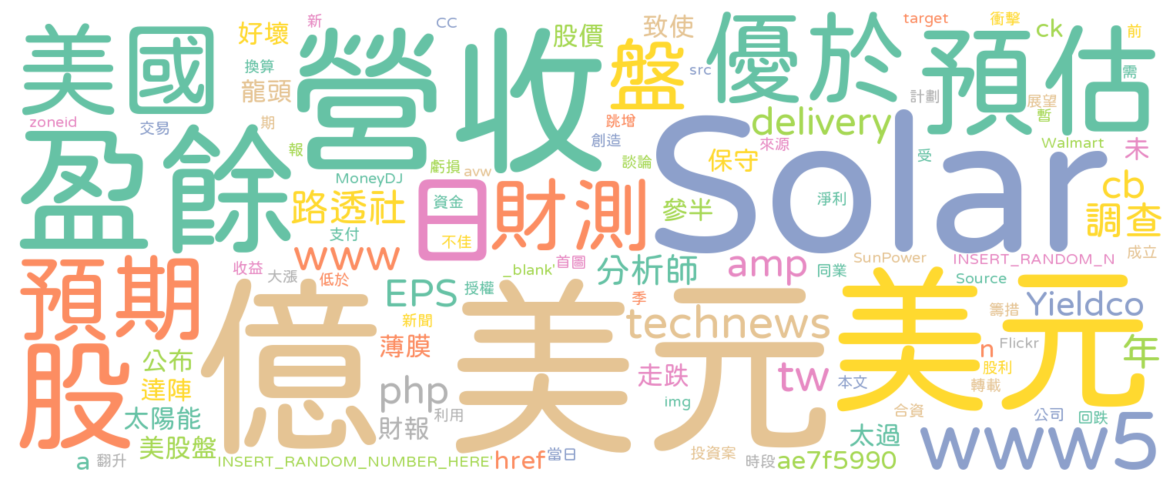 美國
好壞
換算
龍頭
新
CC
營收
股價
致使
盤
src
優於
target
衝擊
ck
前
預估
需
展望
暫
計劃
zoneid
交易
期
報
跳增
創造
delivery
來源
Walmart
未
盈餘
MoneyDJ
虧損
avw
談論
保守
受
Solar
cb
調查
路透社
支付
日
資金
不佳
財測
參半
淨利
www
收益
大漲
低於
_blank'
首圖
分析師
amp
同業
SunPower
INSERT_RANDOM_N
成立
預期
億美元
EPS
授權
新聞
季
technews
Source
Yieldco
籌措
美元
Flickr
年
股
公布
達陣
太陽能
美股盤
薄膜
php
利用
財報
走跌
img
tw
本文
n
股利
轉載
合資
公司
回跌
a
翻升
INSERT_RANDOM_NUMBER_HERE'
href
當日
投資案
時段
太過
ae7f5990
www5